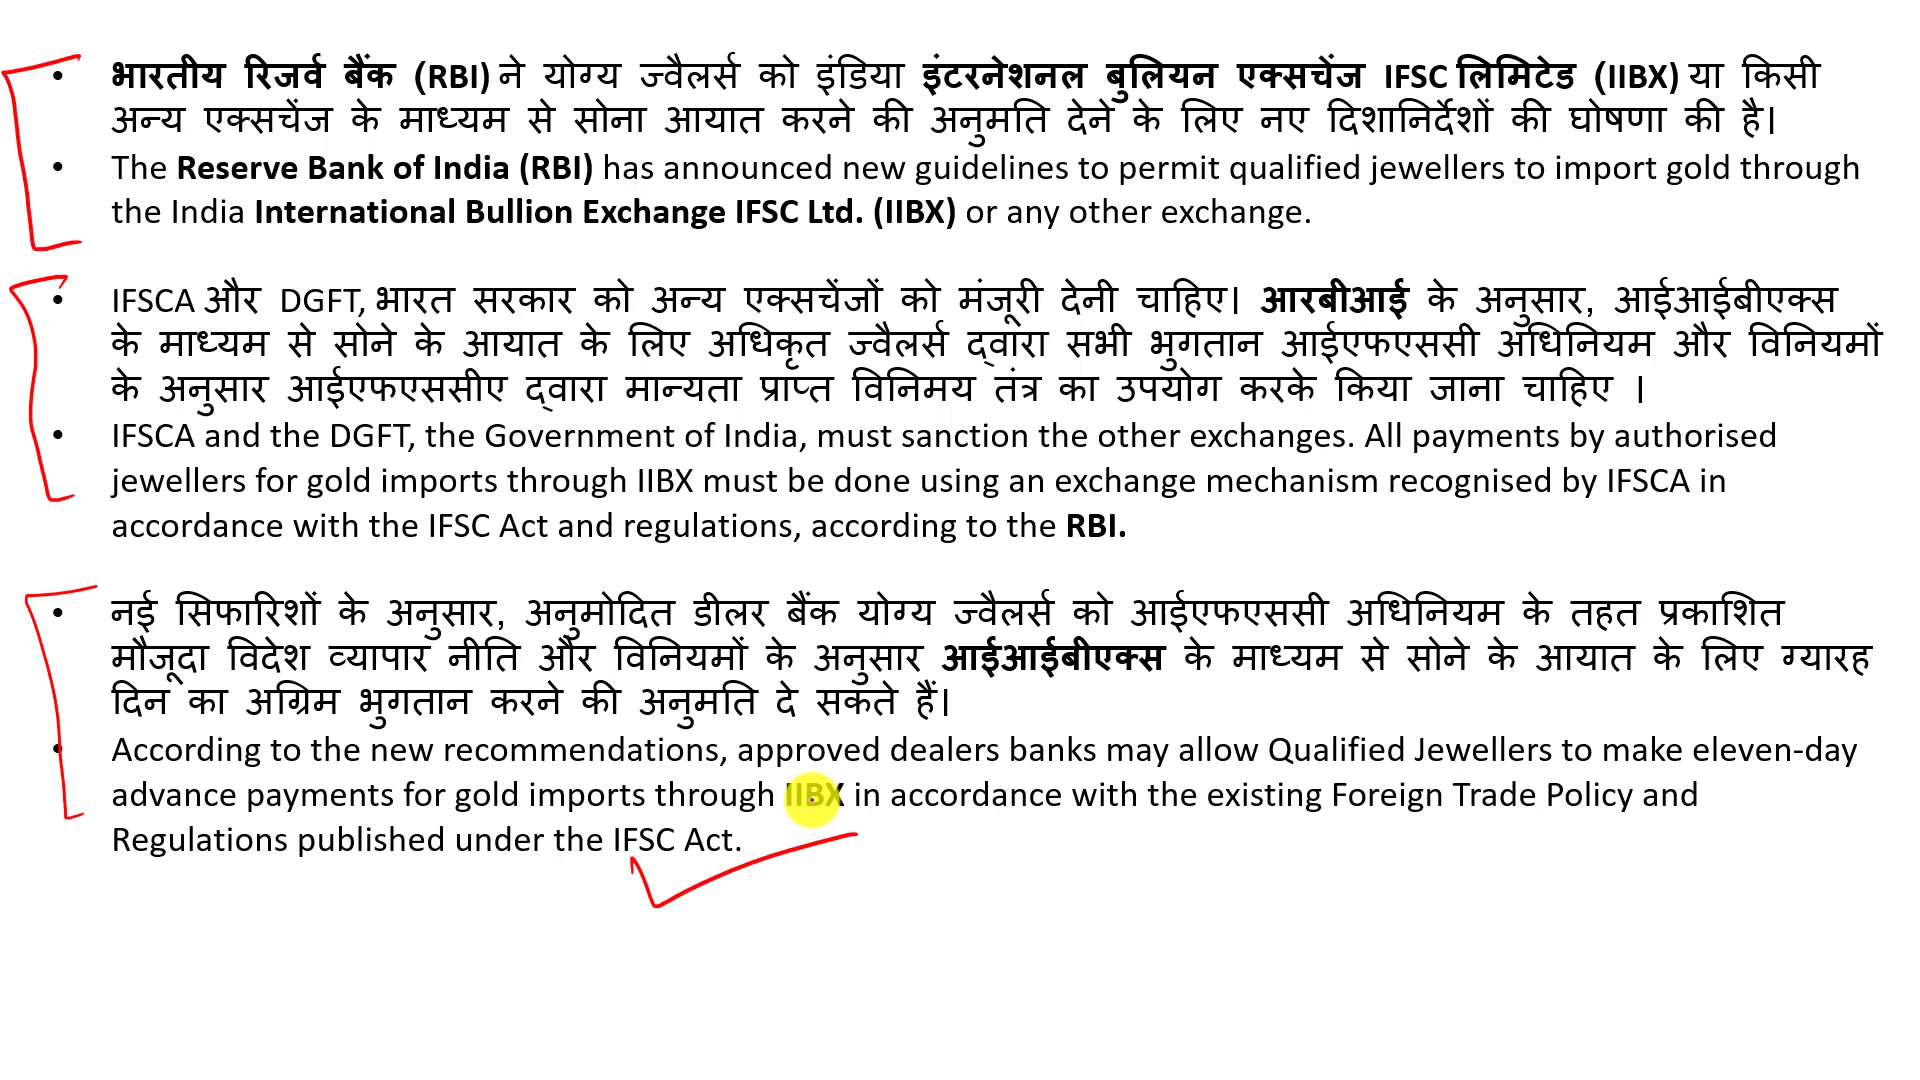 • भारतीय रिजर्व बैंक (RBI) ने योग्य ज्वैलर्स को इंडिया इंटरनेशनल बुलियन एक्सचेंज IFSC लिमिटेड (IIBX) या किसी
अन्य एक्सचेंज के माध्यम से सोना आयात करने की अनुमति देने के लिए नए दिशानिर्देशों की घोषणा की है।
• The Reserve Bank of India (RBI) has announced new guidelines to permit qualified jewellers to import gold through
the India International Bullion Exchange IFSC Ltd. (IIBX) or any other exchange.
• IFSCA और DGFT, भारत सरकार को अन्य एक्सचेंजों को मंजूरी देनी चाहिए। आरबीआई के अनुसार, आईआईबीएक्स
के माध्यम से सोने के आयात के लिए अधिकृत ज्वैलर्स द्वारा सभी भुगतान आईएफएससी अधिनियम और विनियमों
के अनुसार आईएफएससीए द्वारा मान्यता प्राप्त विनिमय तंत्र का उपयोग करके किया जाना चाहिए ।
• IFSCA and the DGFT, the Government of India, must sanction the other exchanges. All payments by authorised
jewellers for gold imports through IIBX must be done using an exchange mechanism recognised by IFSCA in
accordance with the IFSC Act and regulations, according to the RBI.
• नई सिफारिशों के अनुसार, अनुमोदित डीलर बैंक योग्य ज्वैलर्स को आईएफएससी अधिनियम के तहत प्रकाशित
मौजूदा विदेश व्यापार नीति और विनियमों के अनुसार आईआईबीएक्स के माध्यम से सोने के आयात के लिए ग्यारह
दिन का अग्रिम भुगतान करने की अनुमति दे सकते हैं।
• According to the new recommendations, approved dealers banks may allow Qualified Jewellers to make eleven-day
advance payments for gold imports through IIBX in accordance with the existing Foreign Trade Policy and
Regulations published under the IFSC Act.